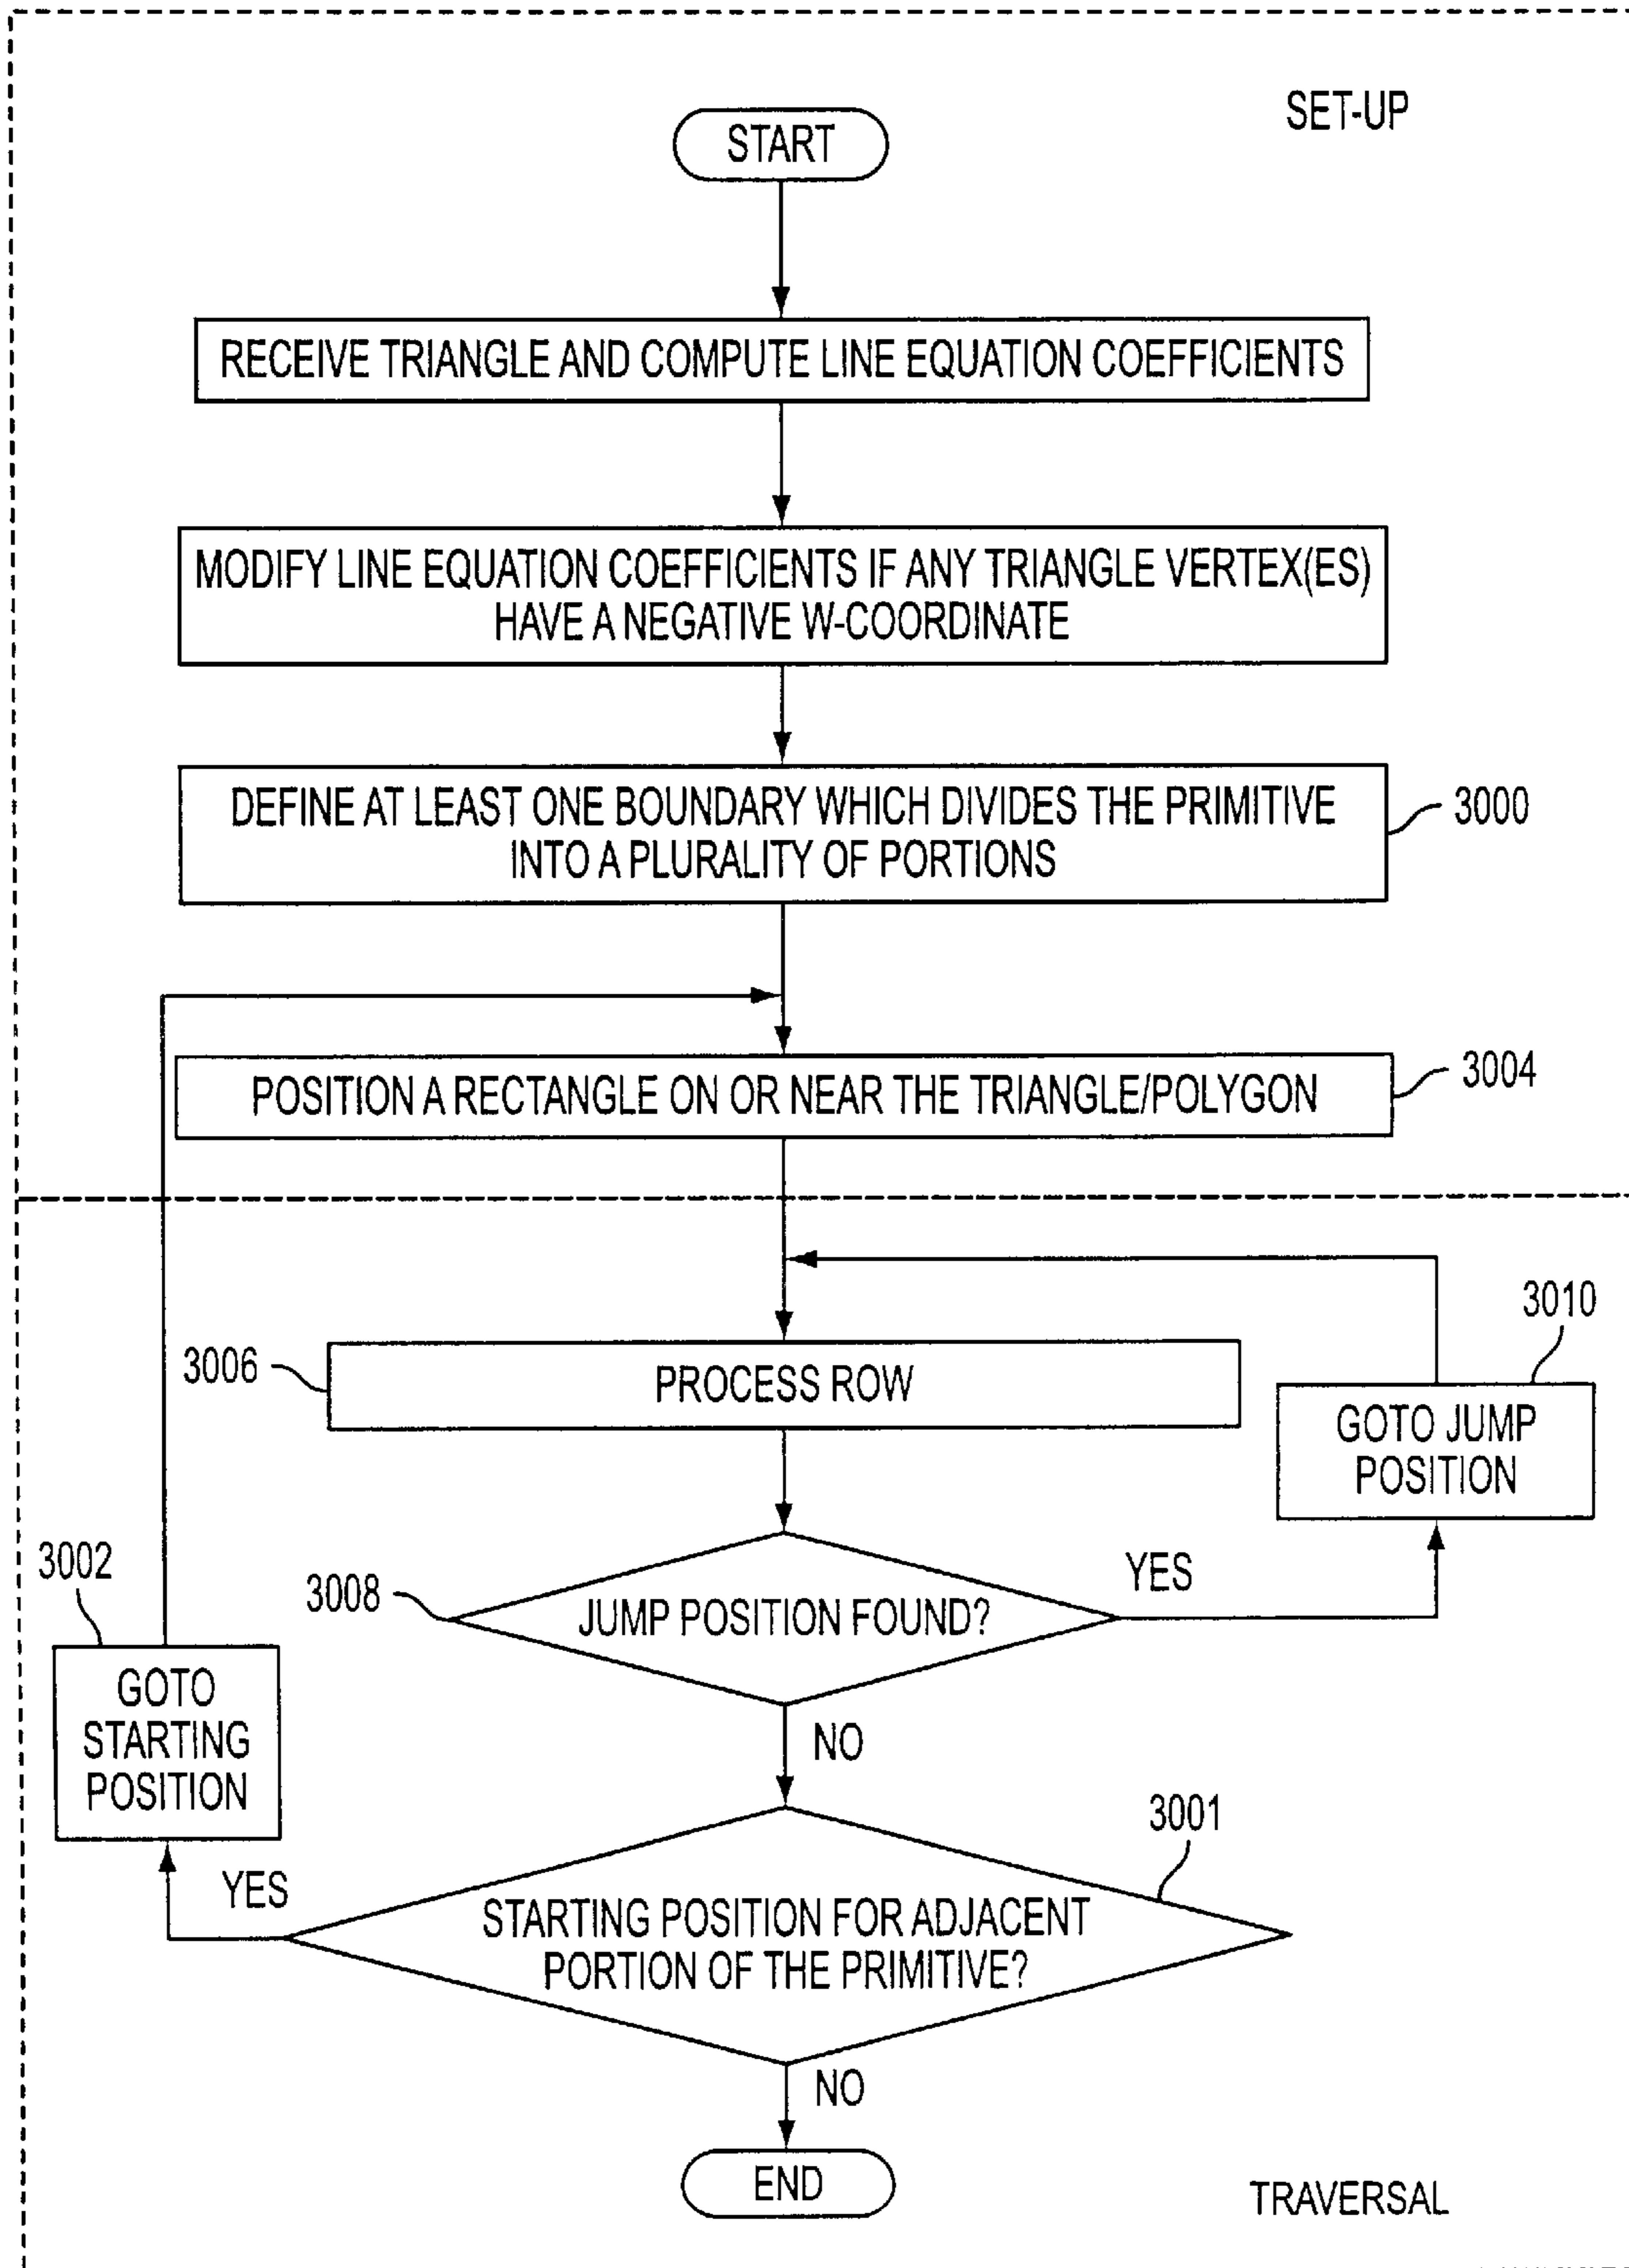 SET-UP
START
RECEIVE TRIANGLE AND COMPUTE LINE EQUATION COEFFICIENTS
MODIFY LINE EQUATION COEFFICIENTS IF ANY TRIANGLE VERTEX(ES)
HAVE A NEGATIVE W-COORDINATE
DEFINE AT LEAST ONE BOUNDARY WHICH DIVIDES THE PRIMITIVE
INTO A PLURALITY OF PORTIONS
3000
POSITION A RECTANGLE ON OR NEAR THE TRIANGLE/POLYGON
3004
3006
PROCESS ROW
3010
GOTO JUMP
POSITION
3008
JUMP POSITION FOUND?
YES
NO
3002
GOTO
STARTING
POSITION
YES
3001
STARTING POSITION FOR ADJACENT
PORTION OF THE PRIMITIVE?
NO
END
TRAVERSAL